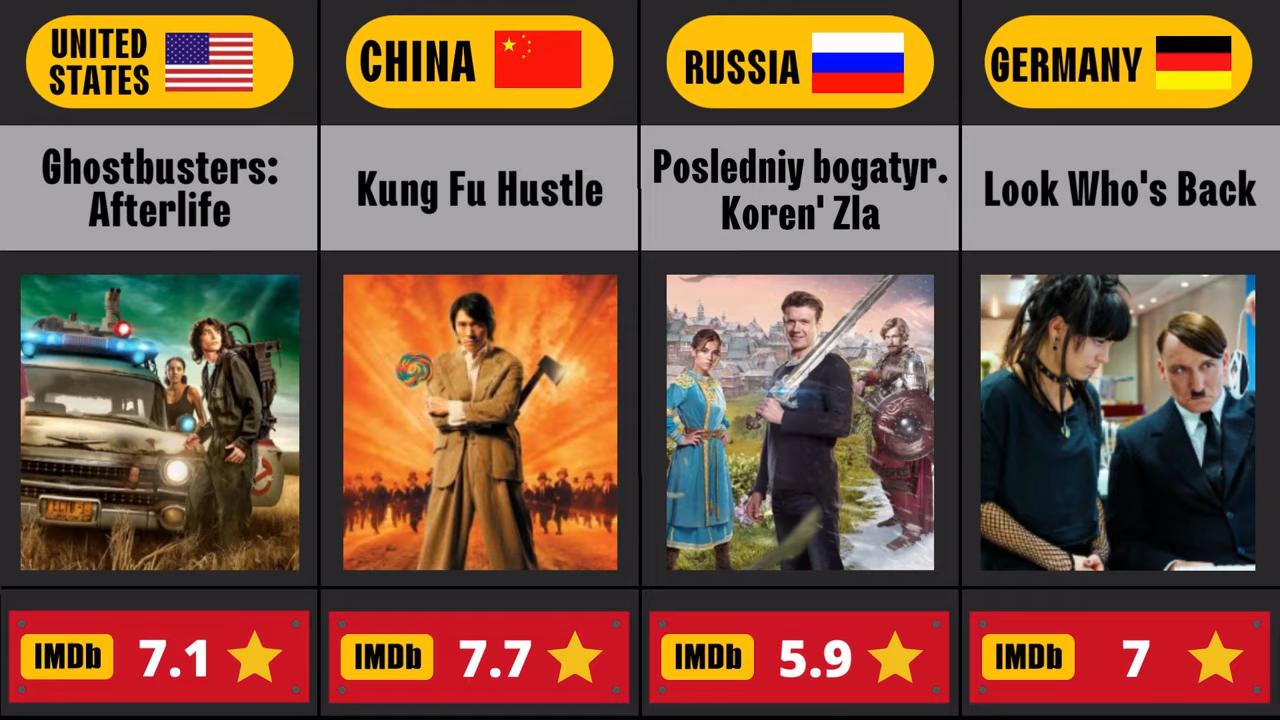 UNITED
STATES
CHINA
RUSSIA
GERMANY
Ghostbusters:
Afterlife
Kung Fu Hustle
Posledniy bogatyr.
Koren' Zla
Look Who's Back
IMDb 7.1
IMDb 7.7
IMDb 5.9
IMDb 7